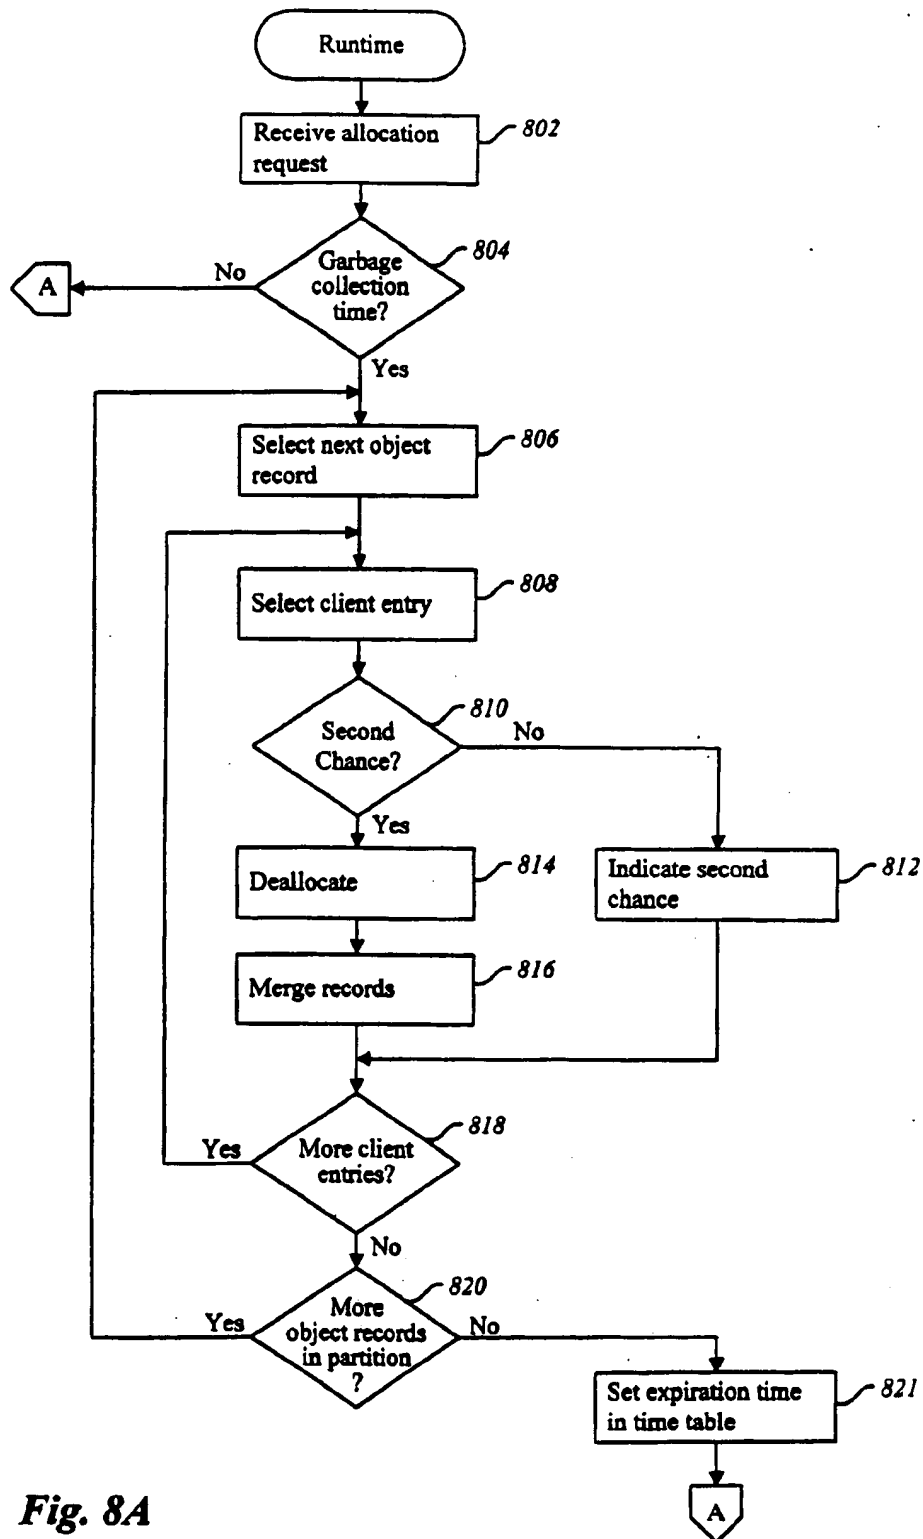 Runtime
Receive allocation
request
802
Garbage
collection
time?
804
No
A
Yes
Select next object
record
806
Select client entry
808
Second
Chance?
810
No
Yes
Deallocate
814
Indicate second
chance
812
Merge records
816
More client
entries?
818
Yes
No
More
object records
in partition
?
820
Yes
No
Set expiration time
in time table
821
A
Fig. 8A